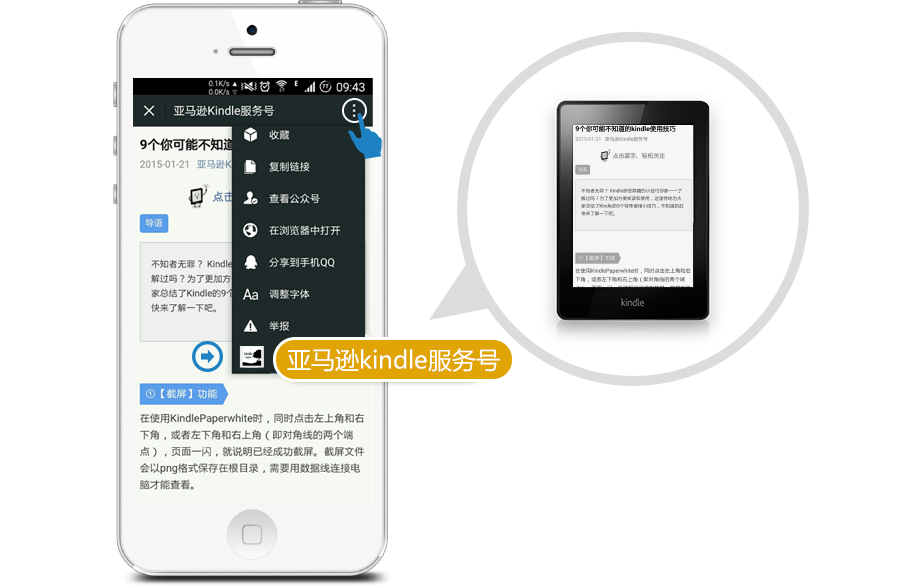 0.1K/s
0.0K/s
E
77
09:43
亚马逊Kindle服务号
9个你可能不知道
2015-01-21 亚马逊K
点击
导语
不知者无罪？ Kindle
解过吗？为了更加方
家总结了Kindle的9个
快来了解一下吧。
收藏
复制链接
查看公众号
在浏览器中打开
分享到手机QQ
Aa 调整字体
举报
kindle
亚马逊kindle服务号
①【截屏】功能
在使用KindlePaperwhite时，同时点击左上角和右
下角，或者左下角和右上角（即对角线的两个端
点），页面一闪，就说明已经成功截屏。截屏文件
会以png格式保存在根目录，需要用数据线连接电
脑才能查看。
9个你可能不知道的kindle使用技巧
2015-01-21 亚马逊Kindle服务号
点击蓝字，轻松关注
导语
不知者无罪？ Kindle那些隐藏的小技巧你都一一了
解过吗？为了更加方便阅读和使用，这里特地为大
家总结了Kindle的9个特殊使用小技巧，不知道的赶
快来了解一下吧。
①【截屏】功能
在使用KindlePaperwhite时，同时点击左上角和右
下角，或者左下角和右上角（即对角线的两个端
kindle